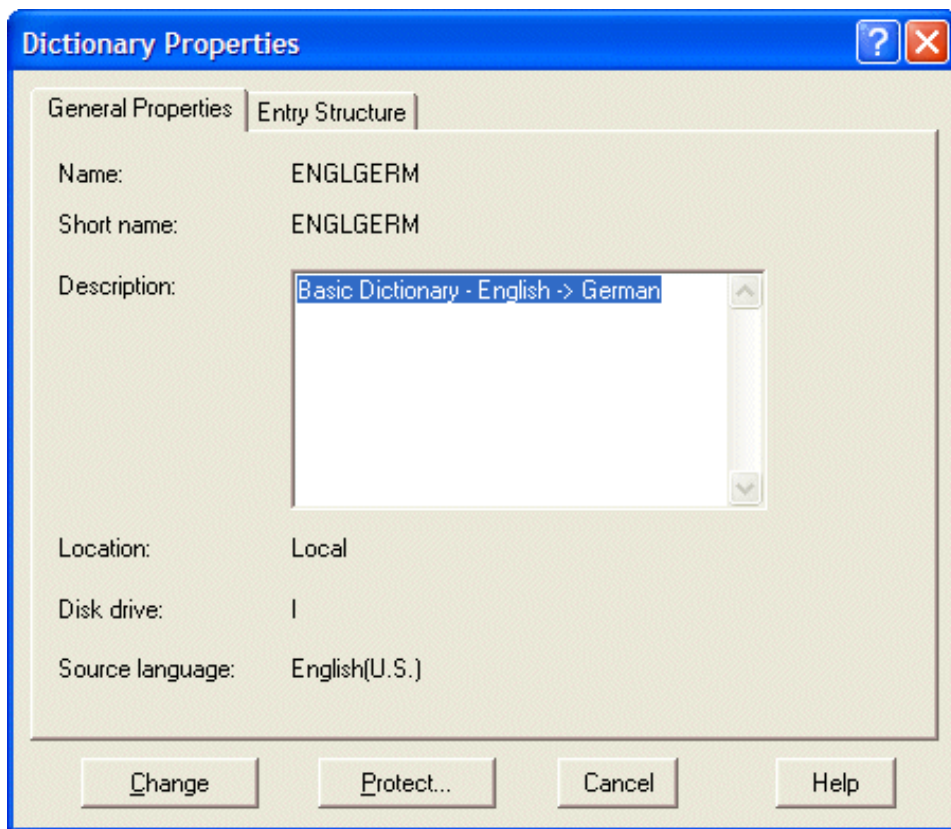 Dictionary Properties
General Properties Entry Structure
Name: ENGLGERM
Short name: ENGLGERM
Description: Basic Dictionary - English -> German
Location: Local
Disk drive: I
Source language: English(U.S.)
Change Protect... Cancel Help